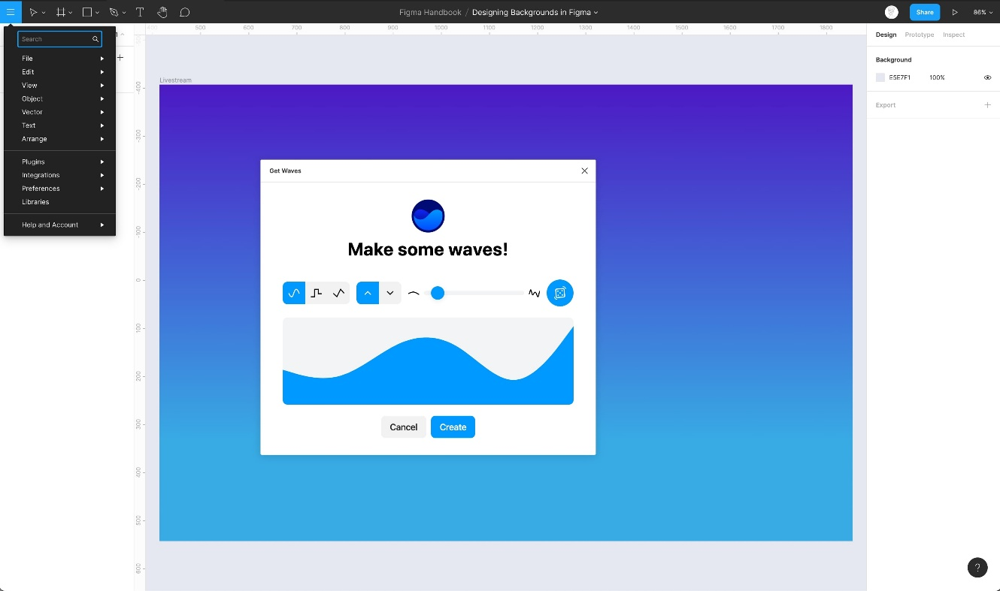 Figma Handbook / Designing Backgrounds in Figma
Share
86%
Search
File
Edit
View
Object
Vector
Text
Arrange
Plugins
Integrations
Preferences
Libraries
Help and Account
400 500 600 700 800 900 1000 1100 1200 1300 1400 1500 1600 1700 1800
-400
-300
-200
-100
0
100
200
300
400
500
600
Livestream
Get Waves
Make some waves!
Cancel
Create
Design Prototype Inspect
Background
E5E7F1 100%
Export
?